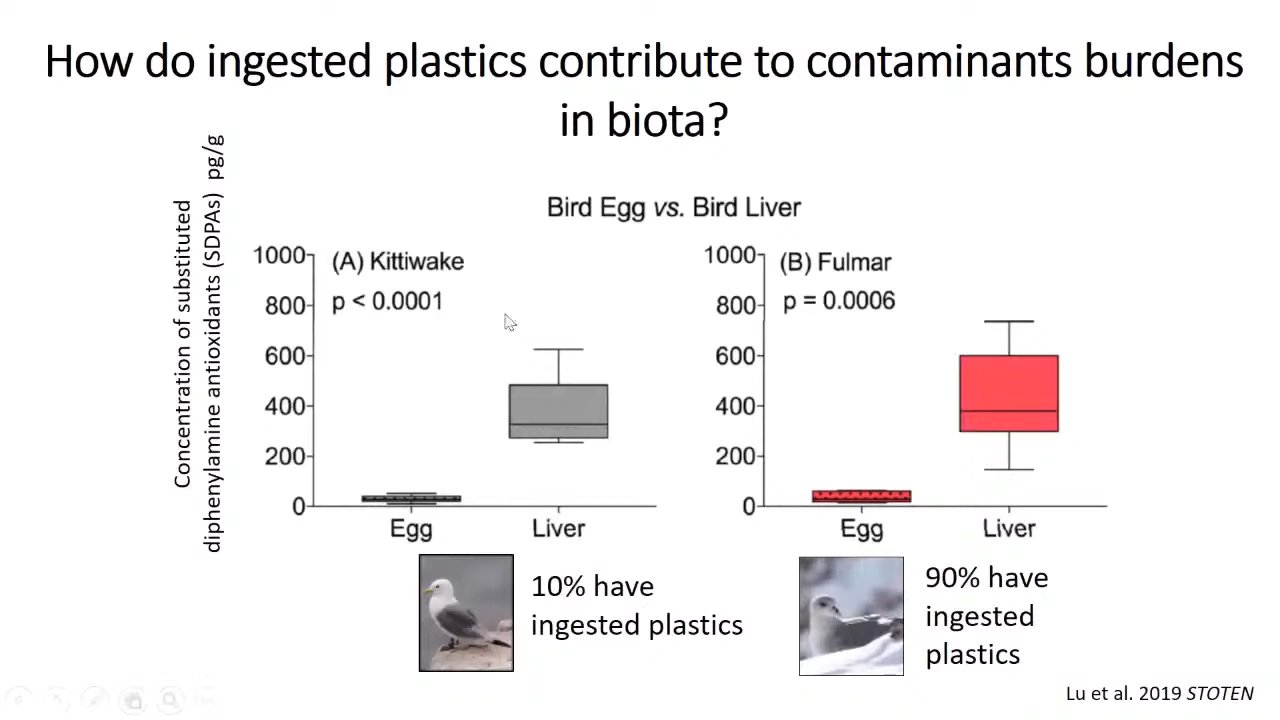 How do ingested plastics contribute to contaminants burdens
in biota?
Concentration of substituted
diphenylamine antioxidants (SDPAs) pg/g
Bird Egg vs. Bird Liver
(A) Kittiwake
p < 0.0001
1000
800
600
400
200
0
Egg
Liver
(B) Fulmar
p = 0.0006
1000
800
600
400
200
0
Egg
Liver
10% have
ingested plastics
90% have
ingested
plastics
Lu et al. 2019 STOTEN